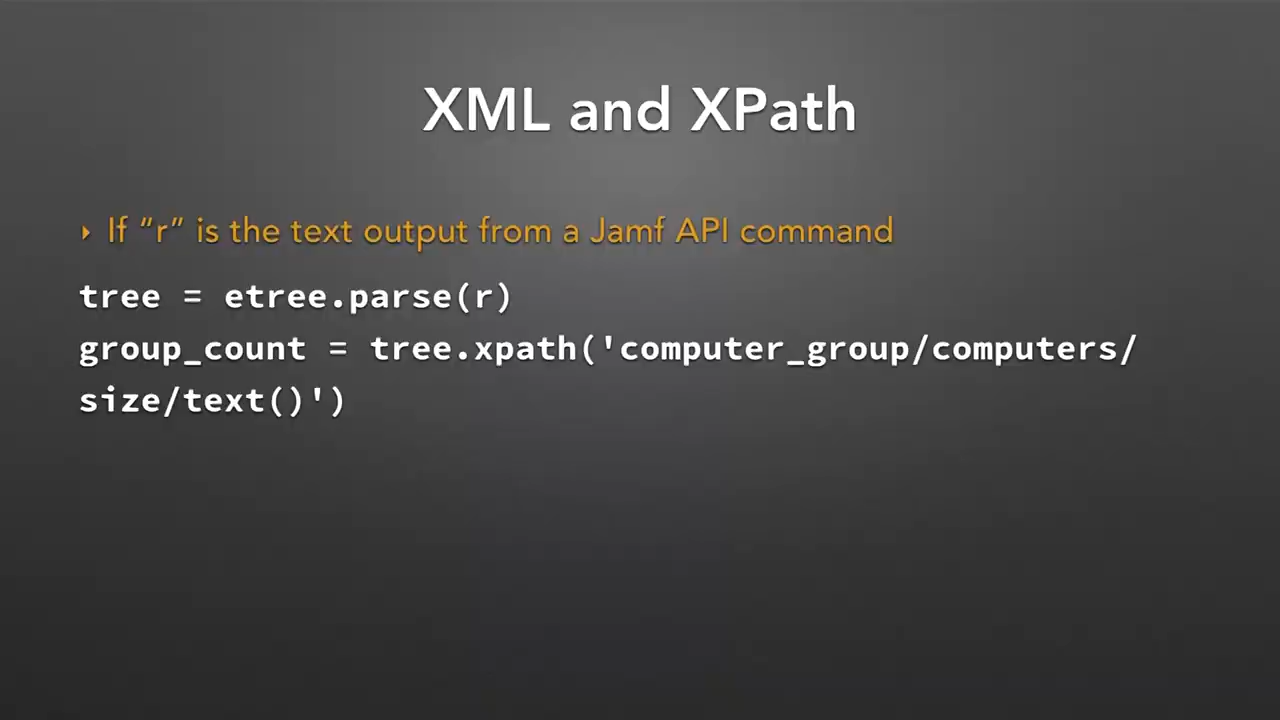 XML and XPath
‣ If “r” is the text output from a Jamf API command
tree = etree.parse(r)
group_count = tree.xpath('computer_group/computers/
size/text()')